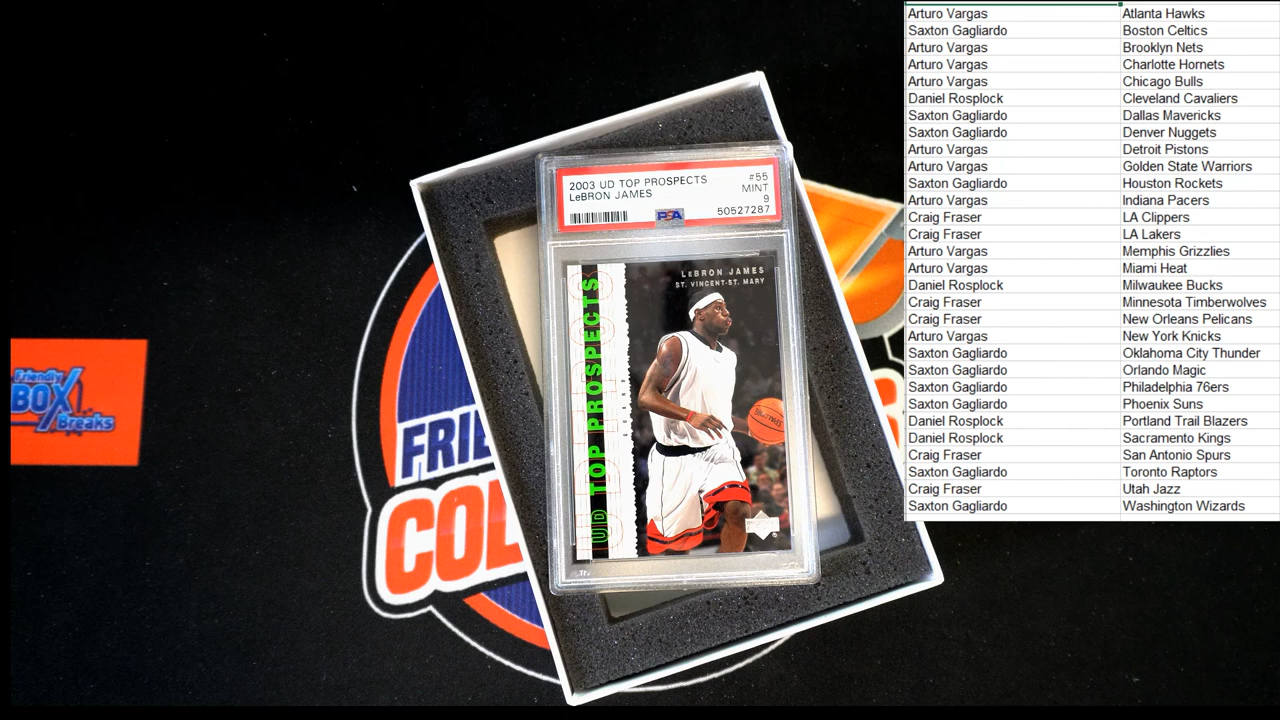 Arturo Vargas Atlanta Hawks
Saxton Gagliardo Boston Celtics
Arturo Vargas Brooklyn Nets
Arturo Vargas Charlotte Hornets
Arturo Vargas Chicago Bulls
Daniel Rosplock Cleveland Cavaliers
Saxton Gagliardo Dallas Mavericks
Saxton Gagliardo Denver Nuggets
Arturo Vargas Detroit Pistons
Arturo Vargas Golden State Warriors
Saxton Gagliardo Houston Rockets
Arturo Vargas Indiana Pacers
Craig Fraser LA Clippers
Craig Fraser LA Lakers
Arturo Vargas Memphis Grizzlies
Arturo Vargas Miami Heat
Daniel Rosplock Milwaukee Bucks
Craig Fraser Minnesota Timberwolves
Craig Fraser New Orleans Pelicans
Arturo Vargas New York Knicks
Saxton Gagliardo Oklahoma City Thunder
Saxton Gagliardo Orlando Magic
Saxton Gagliardo Philadelphia 76ers
Saxton Gagliardo Phoenix Suns
Daniel Rosplock Portland Trail Blazers
Daniel Rosplock Sacramento Kings
Craig Fraser San Antonio Spurs
Saxton Gagliardo Toronto Raptors
Craig Fraser Utah Jazz
Saxton Gagliardo Washington Wizards
2003 UD TOP PROSPECTS #55
LeBRON JAMES MINT
9
PSA 50527287
LEBRON JAMES
ST. VINCENT-ST. MARY
UD TOP PROSPECTS
GUARD
Friendly
BOX
Breaks
FRIE
COL